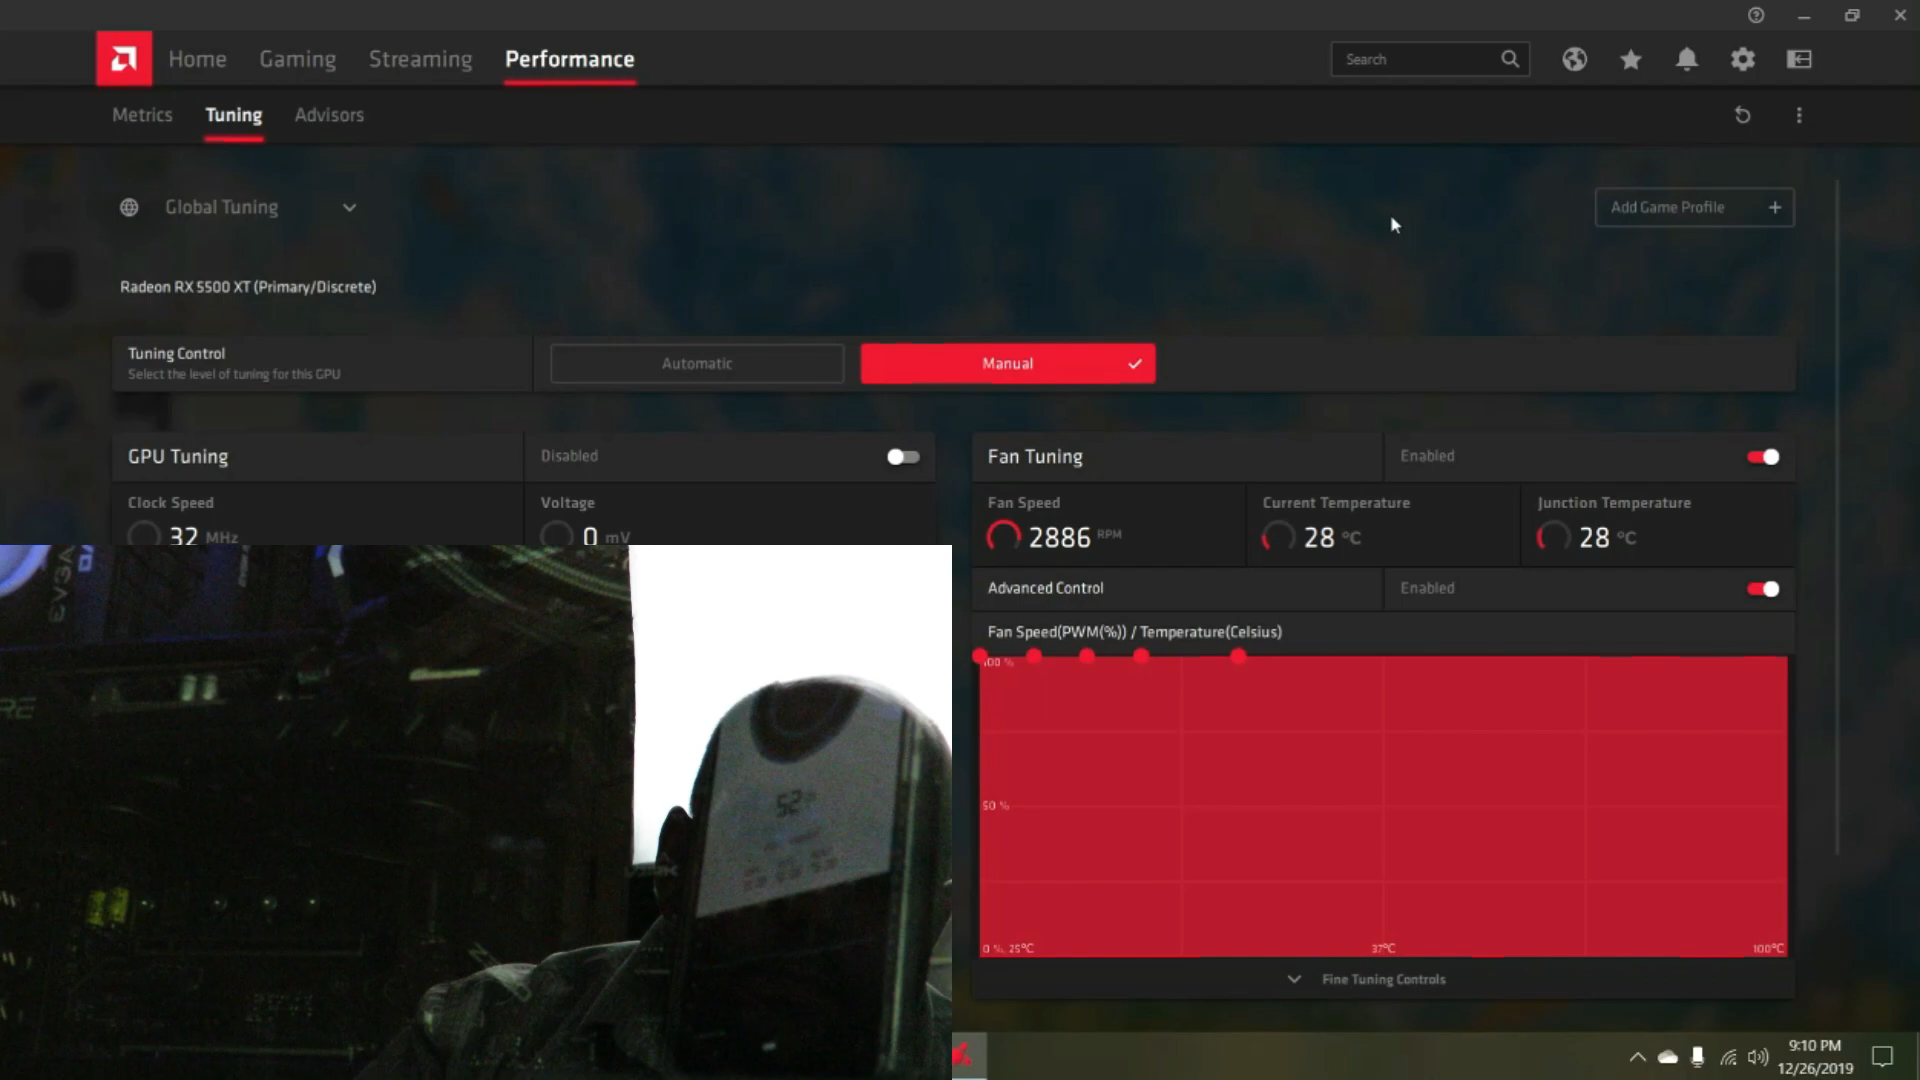 Home Gaming Streaming Performance Search
Metrics Tuning Advisors
Global Tuning
Add Game Profile
Radeon RX 5500 XT (Primary/Discrete)
Tuning Control
Select the level of tuning for this GPU
Automatic
Manual
GPU Tuning Disabled
Clock Speed Voltage
32 MHz 0 mV
Fan Tuning Enabled
Fan Speed Current Temperature Junction Temperature
2886 RPM 28 °C 28 °C
Advanced Control Enabled
Fan Speed(PWM(%)) / Temperature(Celsius)
50 %
0 %, 25°C 37°C 100°C
Fine Tuning Controls
EVGA
9:10 PM
12/26/2019